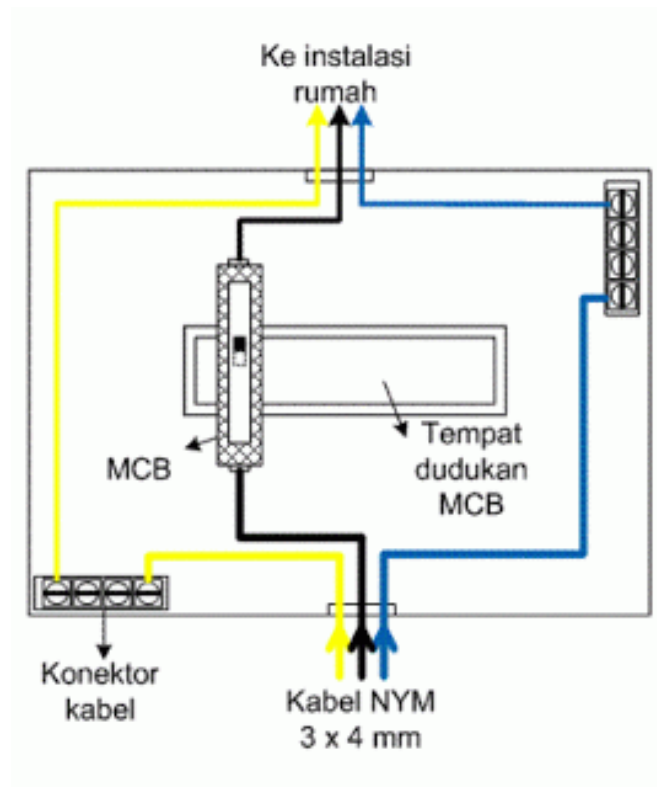 Ke instalasi
rumah
MCB
Tempat
dudukan
MCB
Konektor
kabel
Kabel NYM
3 x 4 mm